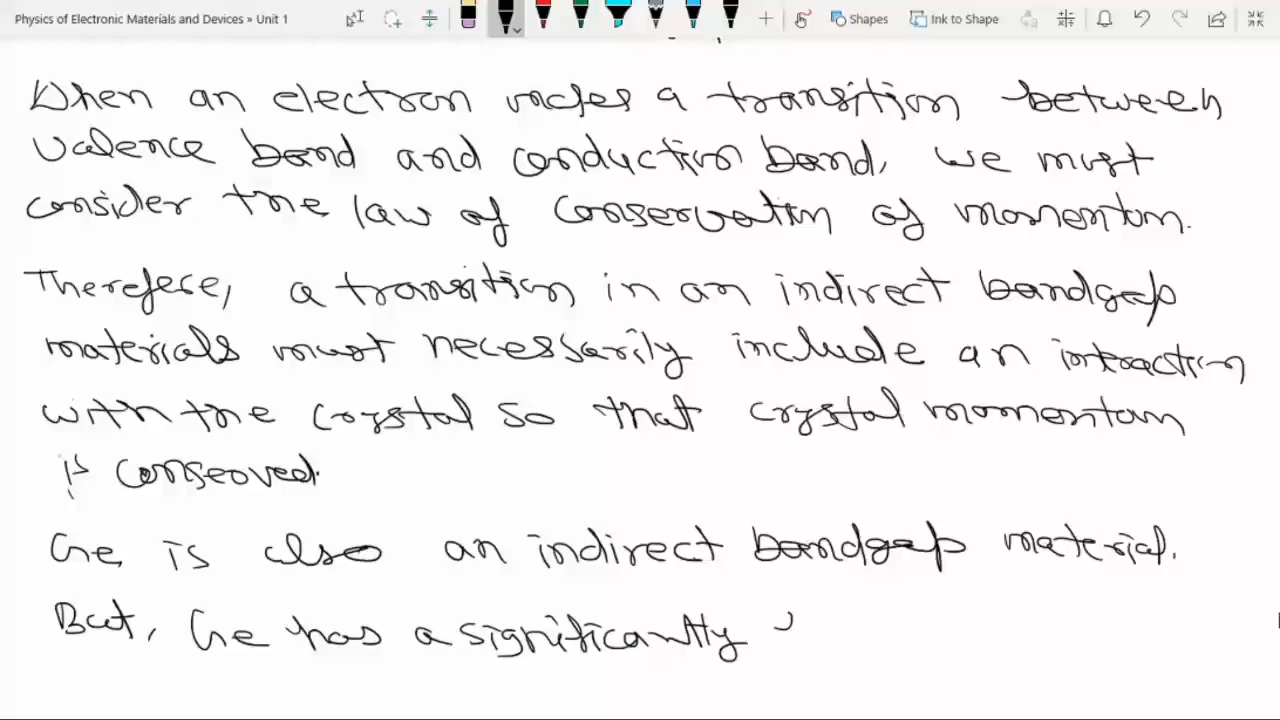 Physics of Electronic Materials and Devices » Unit 1
Shapes
Ink to Shape
When an electron makes a transition between
valence band and conduction band, we must
consider the law of conservation of momentum.
Therefore, a transition in an indirect bandgap
materials must necessarily include an interaction
with the crystal so that crystal momentum
is conserved.
Ge is also an indirect bandgap material.
But, Ge has a significantly